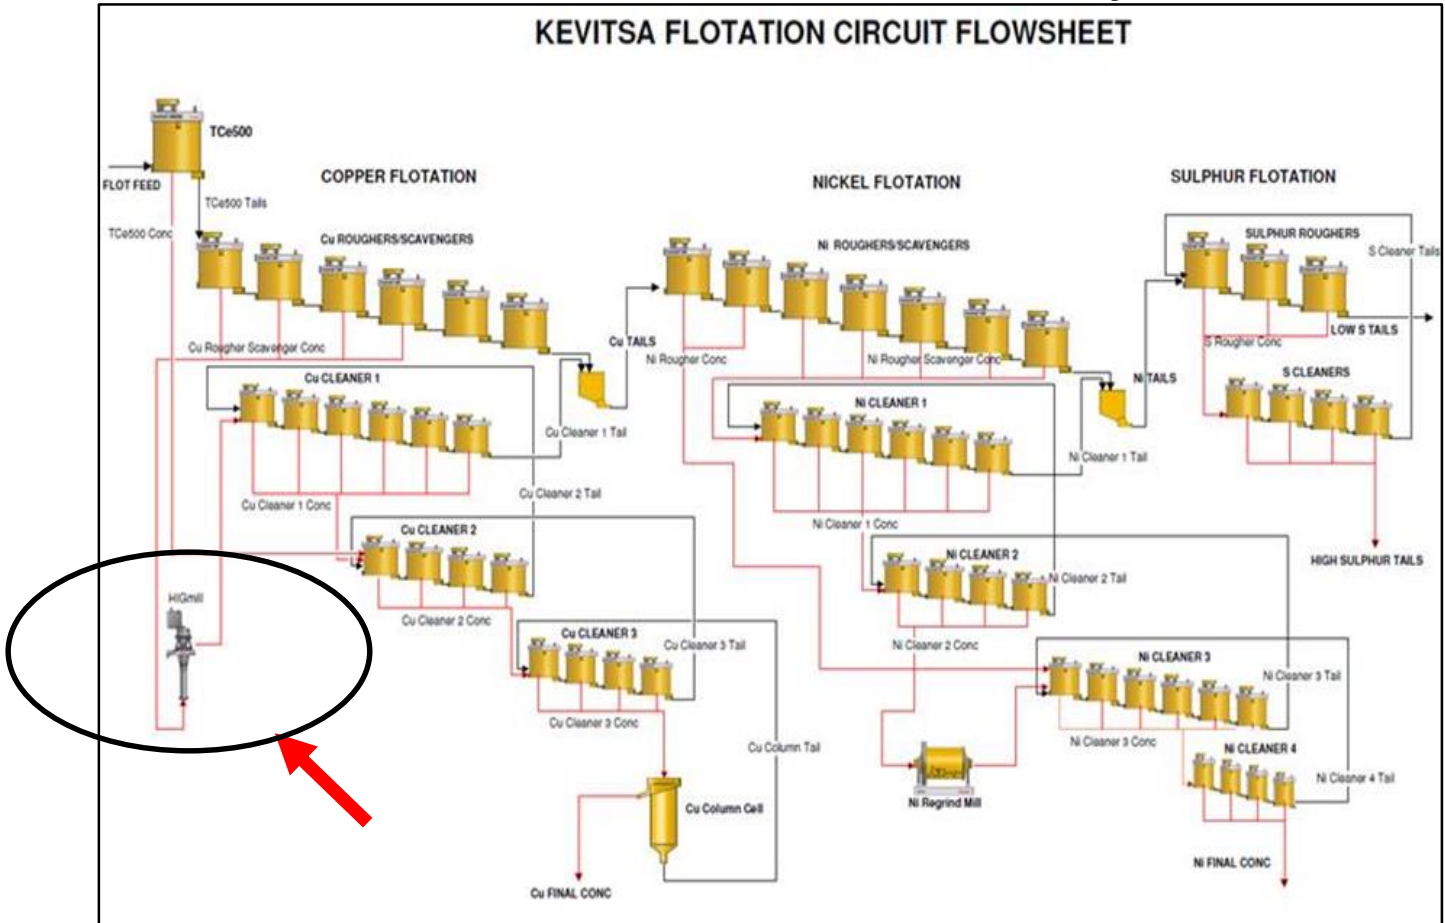 KEVITSA FLOTATION CIRCUIT FLOWSHEET
TCe500
FLOT FEED
TCe500 Tails
TCe500 Conc
COPPER FLOTATION
NICKEL FLOTATION
SULPHUR FLOTATION
Cu ROUGHERS/SCAVENGERS
Ni ROUGHERS/SCAVENGERS
SULPHUR ROUGHERS
S Cleaner Tails
Cu Rougher Scavenger Conc
Cu TAILS
Ni Rougher Conc
Ni Rougher Scavenger Conc
Ni TAILS
LOW S TAILS
S Rougher Conc
S CLEANERS
Cu CLEANER 1
Cu Cleaner 1 Tail
Ni CLEANER 1
Ni Cleaner 1 Tail
Cu Cleaner 2 Tail
Cu Cleaner 1 Conc
Ni Cleaner 1 Conc
Cu CLEANER 2
Ni CLEANER 2
Ni Cleaner 2 Tail
HIGH SULPHUR TAILS
HIGmill
Cu Cleaner 2 Conc
Cu CLEANER 3
Cu Cleaner 3 Tail
Ni Cleaner 2 Conc
Ni CLEANER 3
Ni Cleaner 3 Tail
Cu Cleaner 3 Conc
Cu Column Tail
Ni Cleaner 3 Conc
Ni CLEANER 4
Ni Cleaner 4 Tail
Ni Regrind Mill
Cu Column Cell
Cu FINAL CONC
Ni FINAL CONC